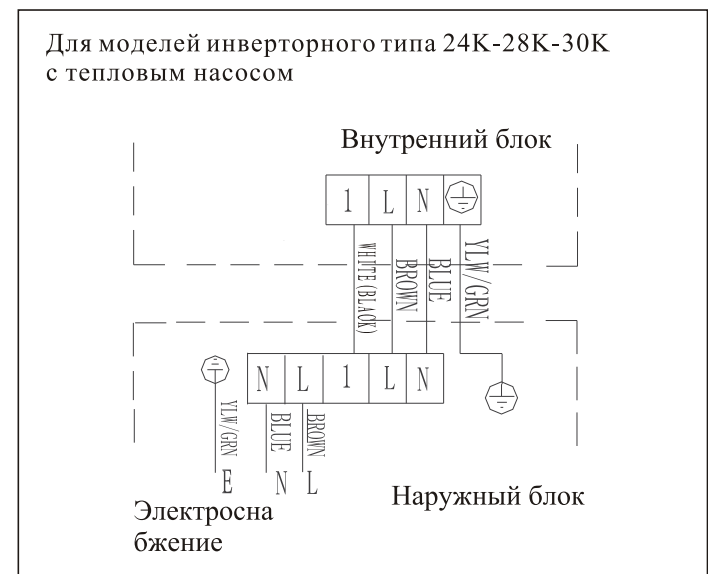 Для моделей инверторного типа 24K-28K-30K
с тепловым насосом
Внутренний блок
1 L N
WHITE(BLACK) BROWN BLUE YLW/GRN
N L 1 L N
YLW/GRN BLUE BROWN
E N L
Наружный блок
Электросна
бжение